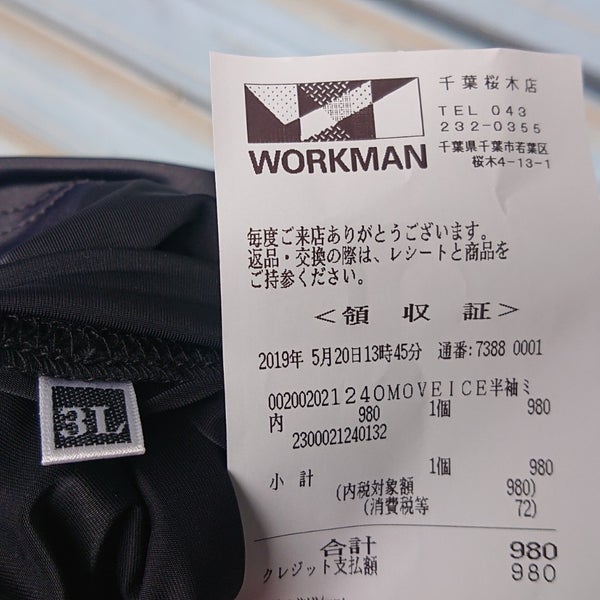 WORKMAN
千葉桜木店
TEL 043
232-0355
千葉県千葉市若葉区
桜木4-13-1
毎度ご来店ありがとうございます。
返品・交換の際は、レシートと商品を
ご持参ください。
<領 収 証>
2019年 5月20日13時45分 通番:7388 0001
002002021240MOVEICE半袖ミ
内 980 1個 980
2300021240132
小 計 1個 980
(内税対象額 980)
(消費税等 72)
合計 980
クレジット支払額 980
3L